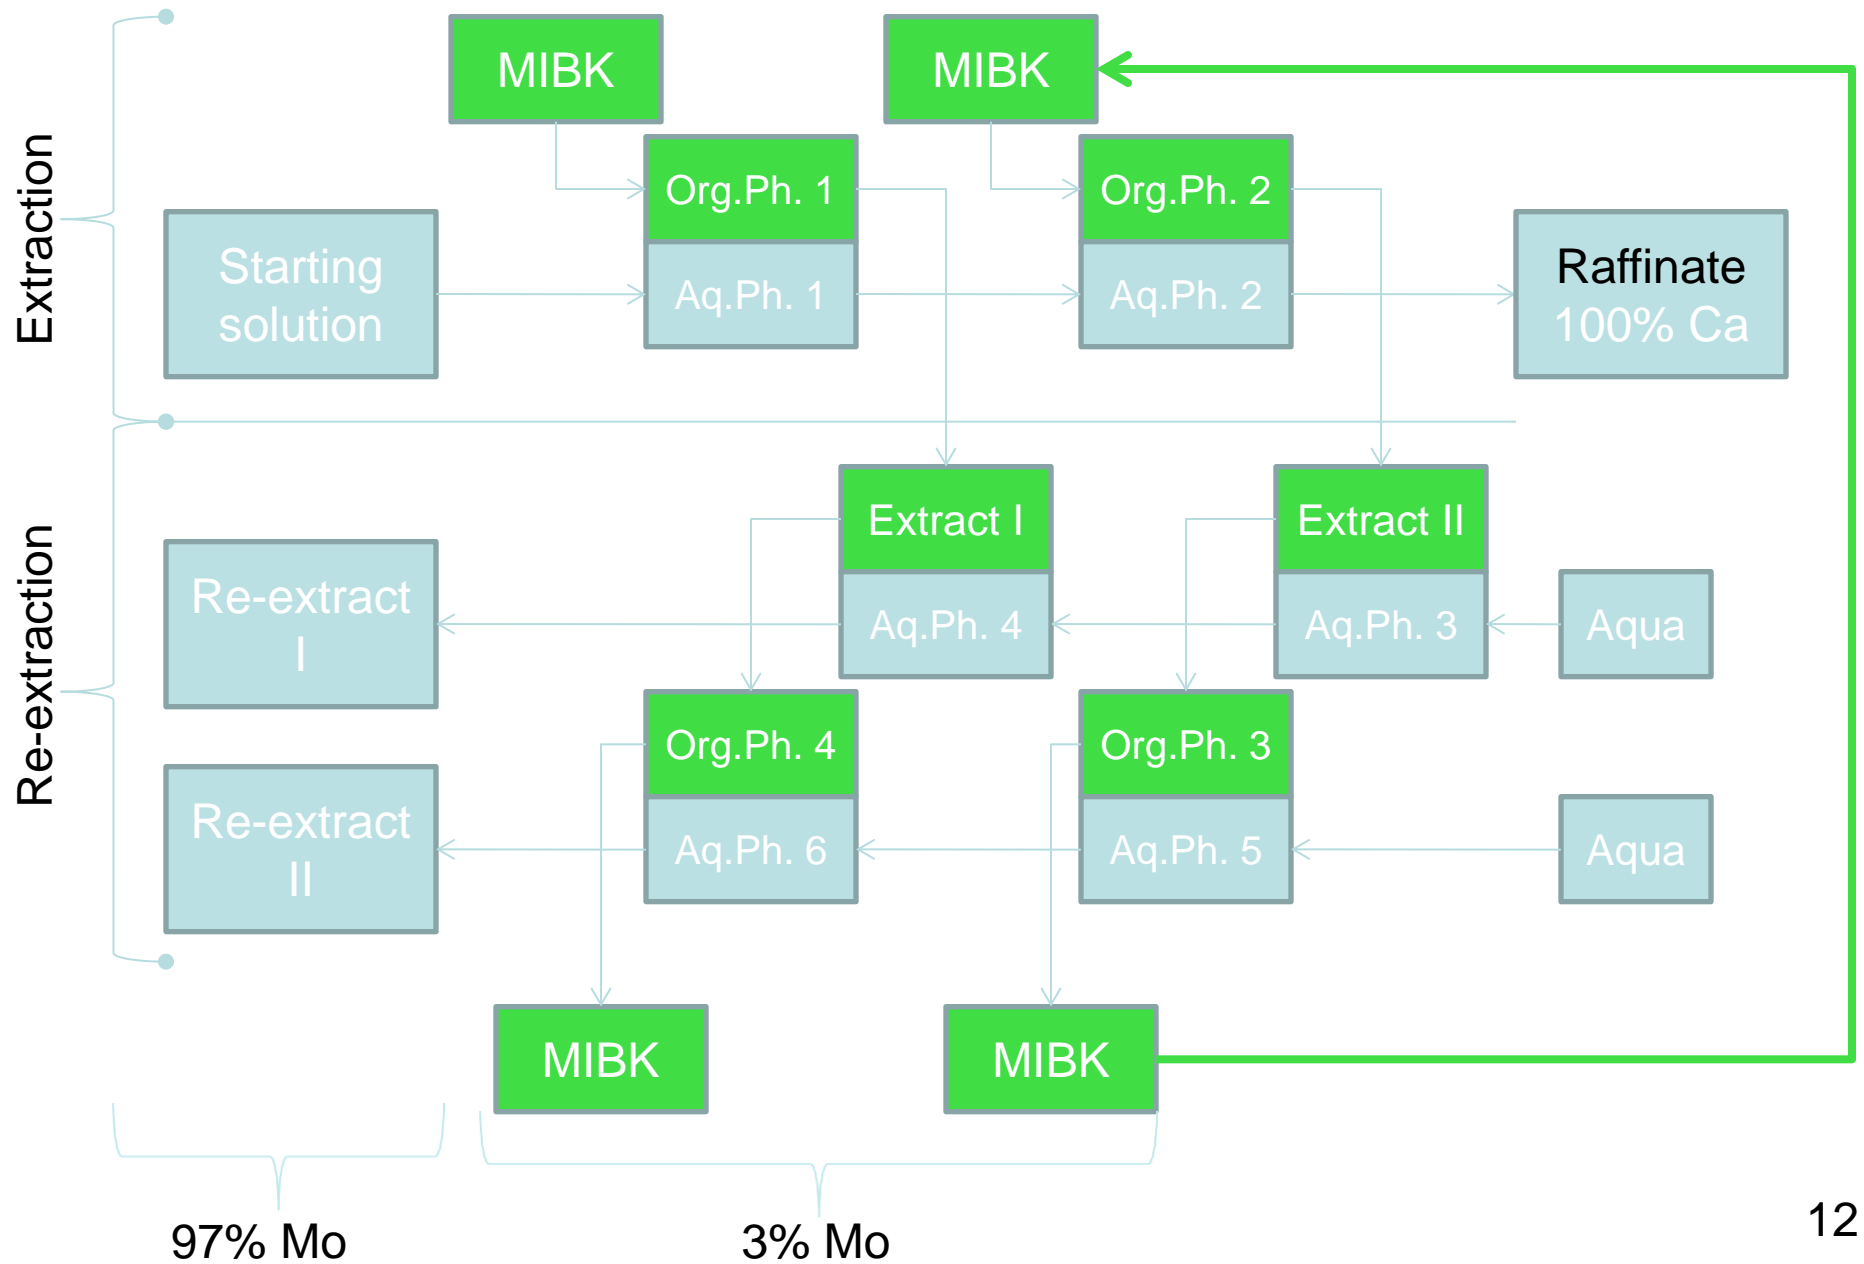 MIBK
MIBK
Extraction
Org.Ph. 1
Org.Ph. 2
Starting
solution
Aq.Ph. 1
Aq.Ph. 2
Raffinate
100% Ca
Re-extraction
Extract I
Extract II
Re-extract
I
Aq.Ph. 4
Aq.Ph. 3
Aqua
Org.Ph. 4
Org.Ph. 3
Re-extract
II
Aq.Ph. 6
Aq.Ph. 5
Aqua
MIBK
MIBK
97% Mo
3% Mo
12